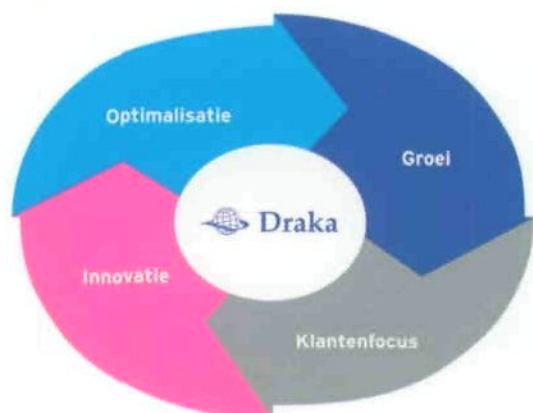 Optimalisatie
Groei
Draka
Innovatie
Klantenfocus